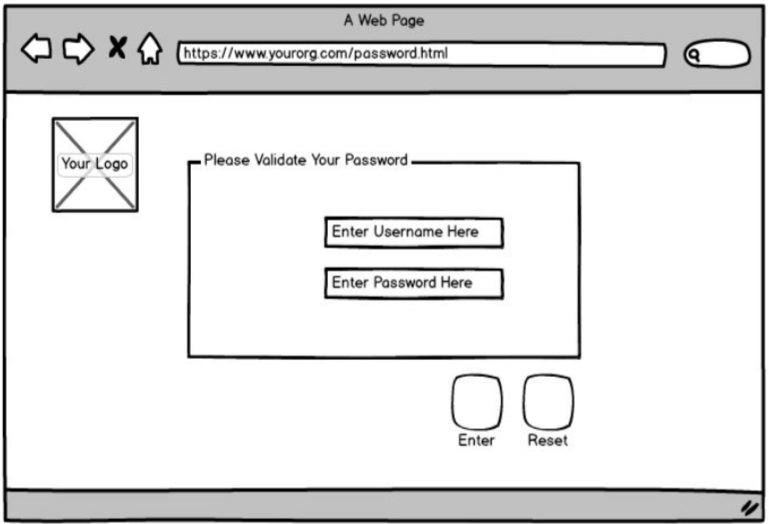 A Web Page
https://www.yourorg.com/password.html
Your Logo
Please Validate Your Password
Enter Username Here
Enter Password Here
Enter
Reset